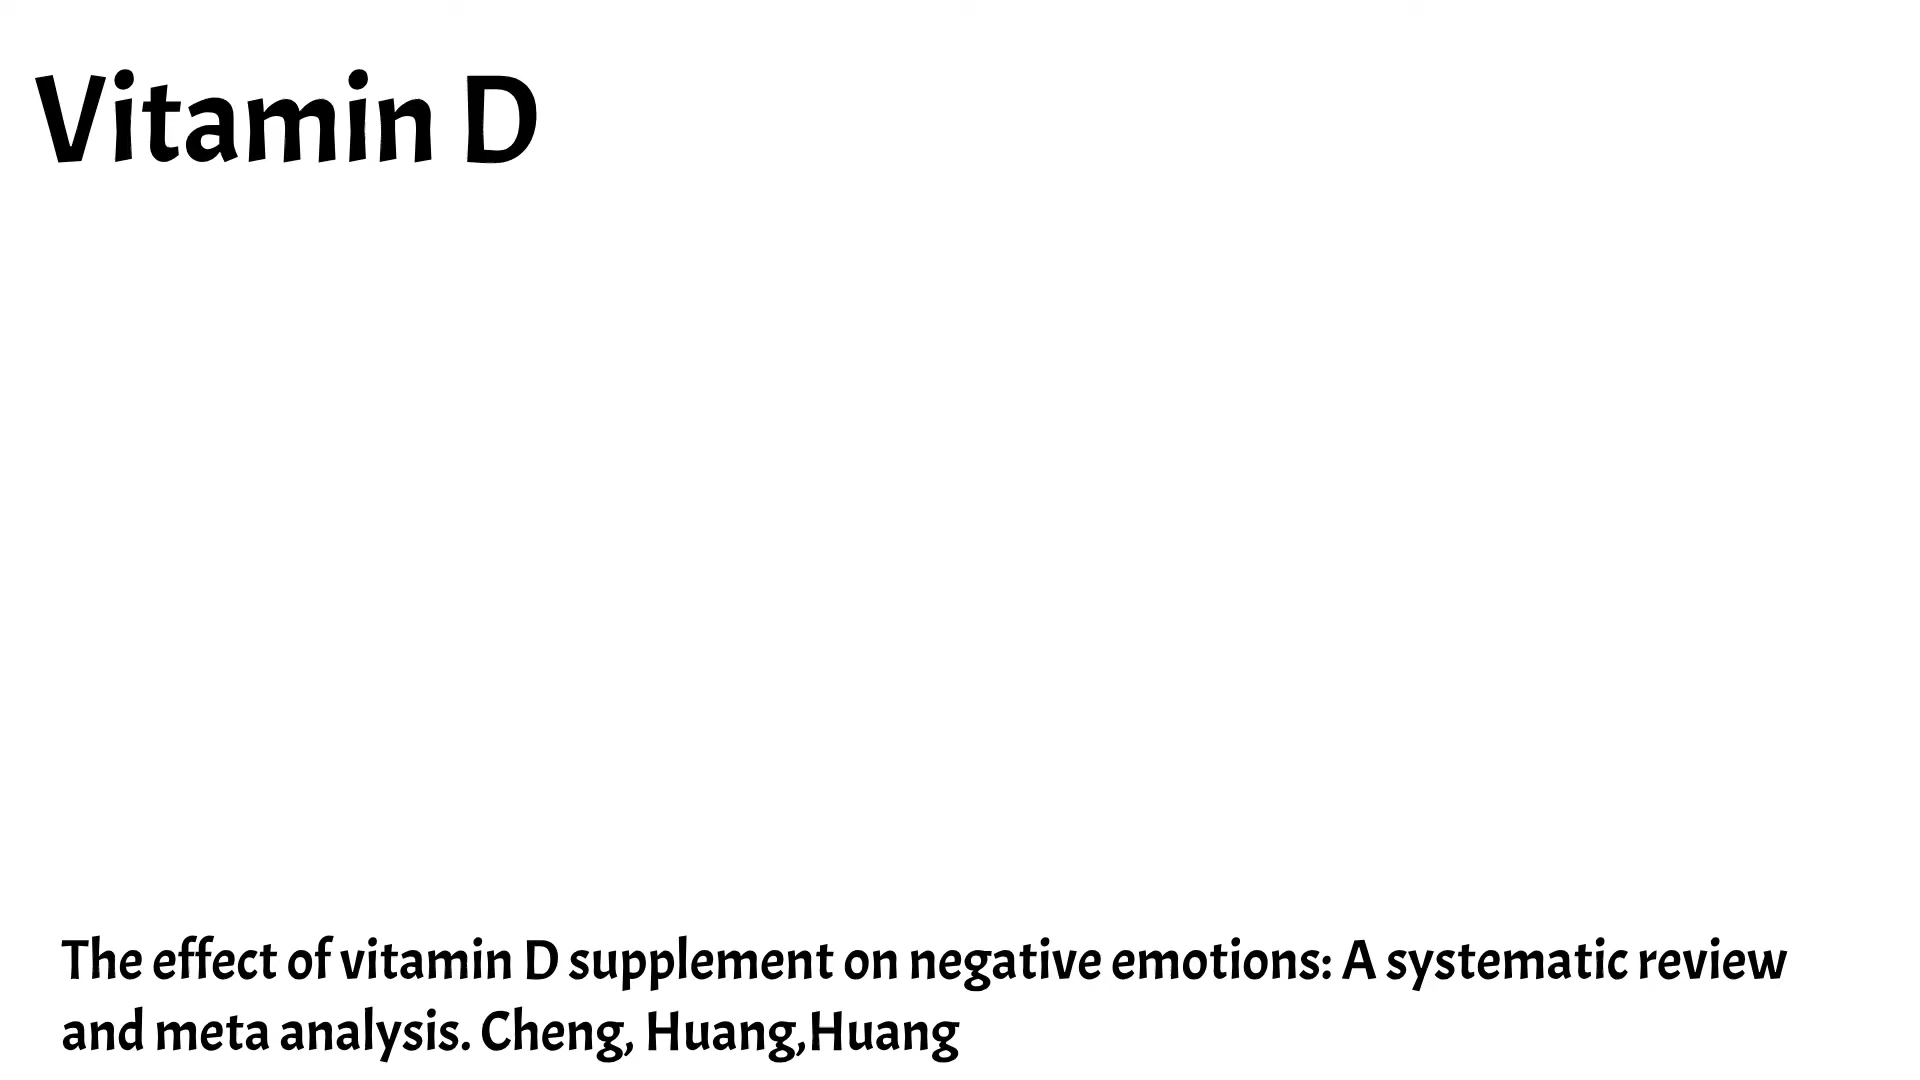 Vitamin D
The effect of vitamin D supplement on negative emotions: A systematic review
and meta analysis. Cheng, Huang,Huang